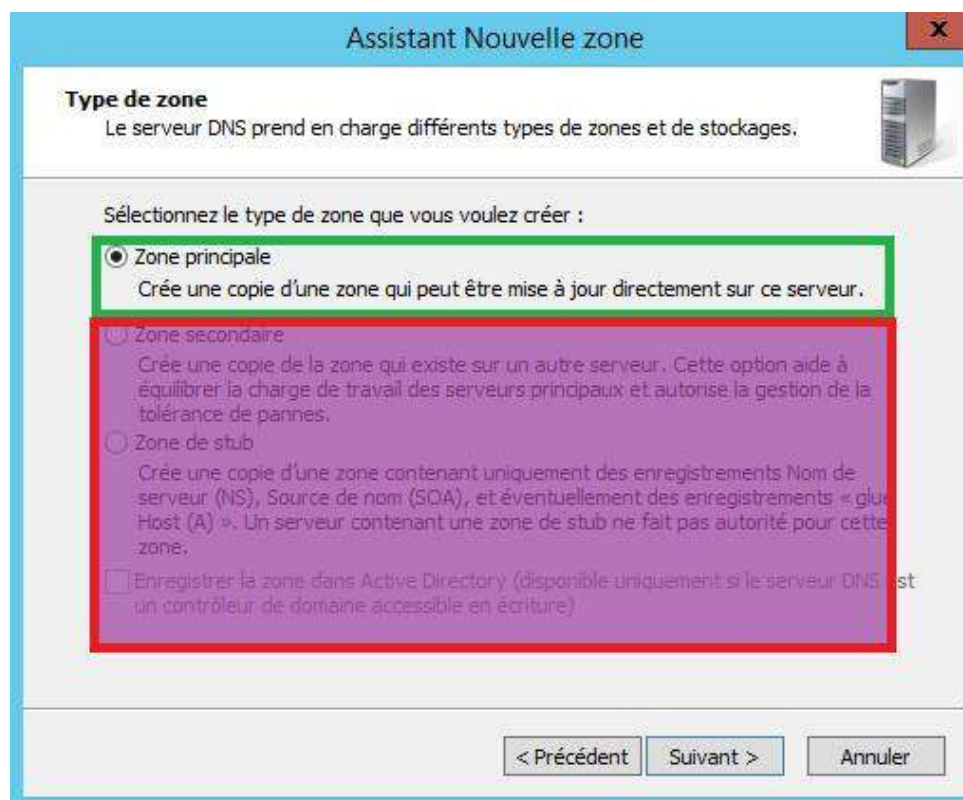 Assistant Nouvelle zone
x
Type de zone
Le serveur DNS prend en charge différents types de zones et de stockages.
Sélectionnez le type de zone que vous voulez créer :
Zone principale
Crée une copie d'une zone qui peut être mise à jour directement sur ce serveur.
Zone secondaire
Crée une copie de la zone qui existe sur un autre serveur. Cette option aide à
équilibrer la charge de travail des serveurs principaux et autorise la gestion de la
tolérance de pannes.
Zone de stub
Crée une copie d'une zone contenant uniquement des enregistrements Nom de
serveur (NS), Source de nom (SOA), et éventuellement des enregistrements « glue
Host (A) ». Un serveur contenant une zone de stub ne fait pas autorité pour cette
zone.
Enregistrer la zone dans Active Directory (disponible uniquement si le serveur DNS est
un contrôleur de domaine accessible en écriture)
< Précédent Suivant > Annuler